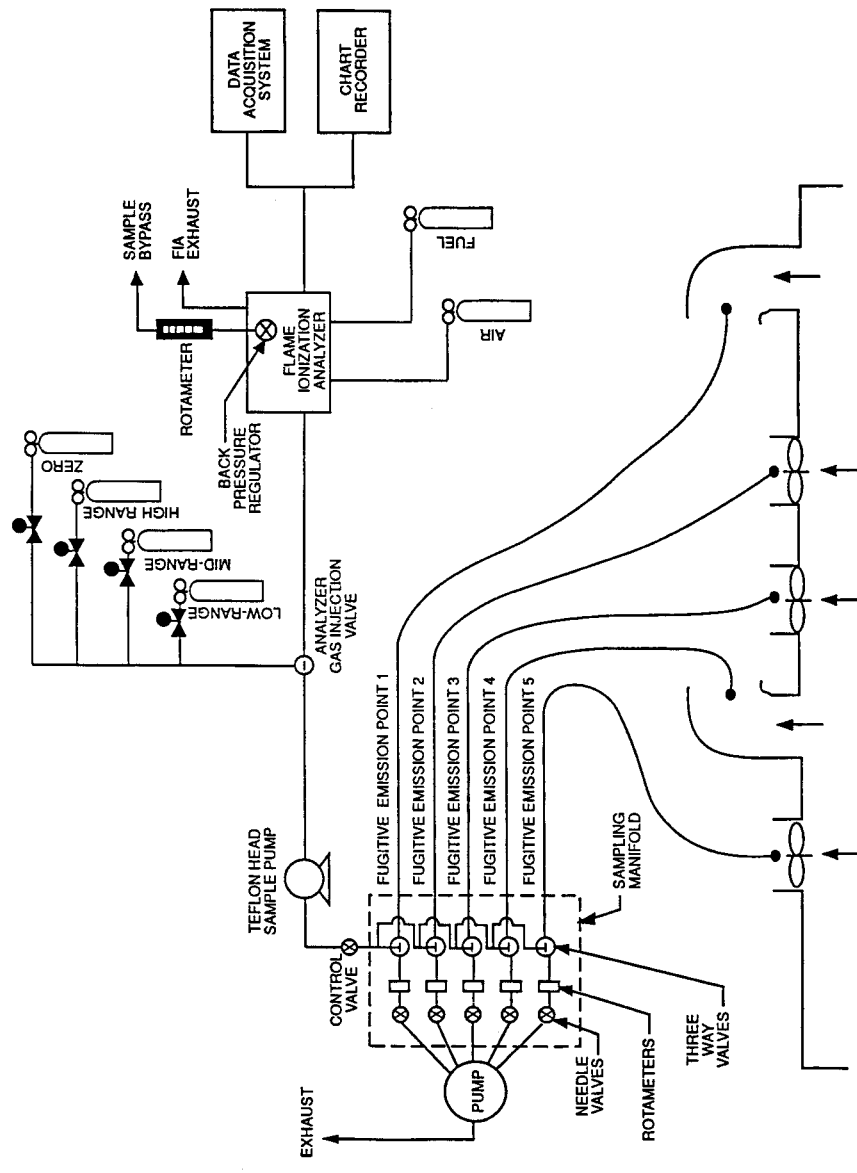 DATA
ACQUISITION
SYSTEM
CHART
RECORDER
SAMPLE
BYPASS
FIA
EXHAUST
ROTAMETER
BACK
PRESSURE
REGULATOR
FLAME
IONIZATION
ANALYZER
FUEL
AIR
ZERO
HIGH RANGE
MID-RANGE
LOW-RANGE
ANALYZER
GAS INJECTION
VALVE
TEFLON HEAD
SAMPLE PUMP
CONTROL
VALVE
FUGITIVE EMISSION POINT 1
FUGITIVE EMISSION POINT 2
FUGITIVE EMISSION POINT 3
FUGITIVE EMISSION POINT 4
FUGITIVE EMISSION POINT 5
SAMPLING
MANIFOLD
THREE
WAY
VALVES
ROTAMETERS
NEEDLE
VALVES
PUMP
EXHAUST